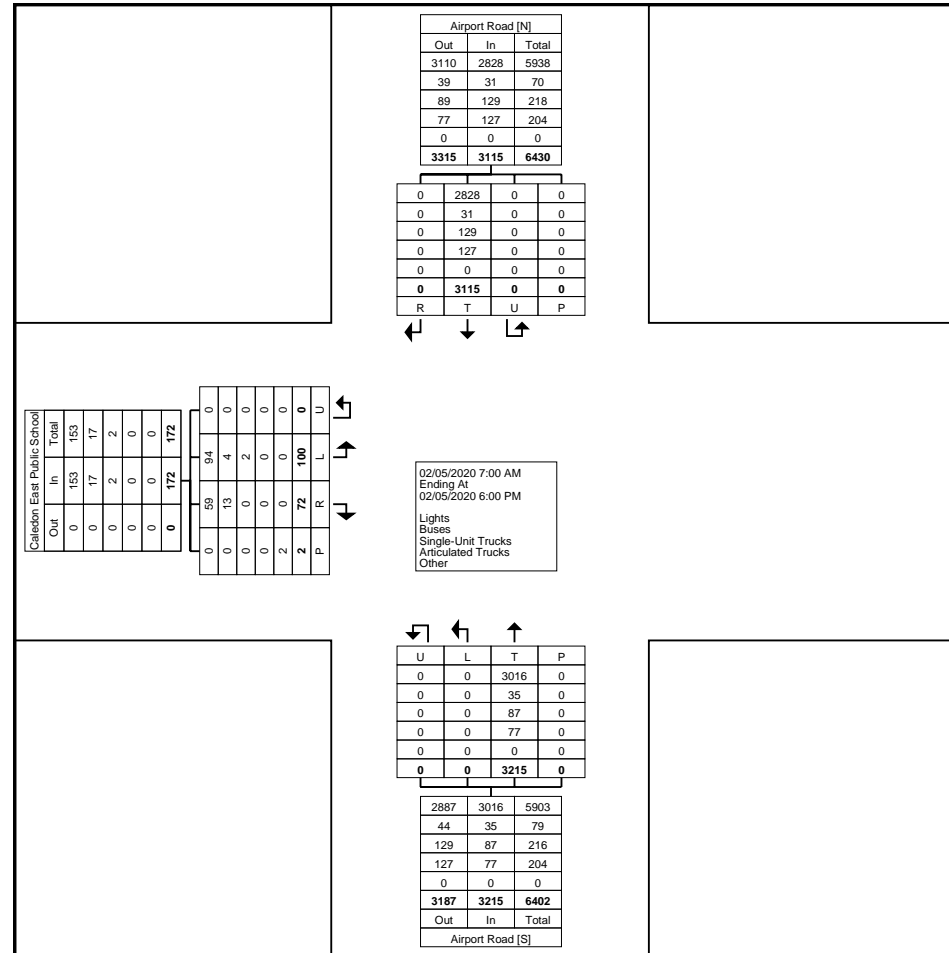 Airport Road [N]
Out In Total
3110 2828 5938
39 31 70
89 129 218
77 127 204
0 0 0
3315 3115 6430
0 2828 0 0
0 31 0 0
0 129 0 0
0 127 0 0
0 0 0 0
0 3115 0 0
R T U P
Caledon East Public School
Out In Total
0 153 153
0 17 17
0 2 2
0 0 0
0 0 0
0 172 172
0 59 94 0
0 13 4 0
0 0 2 0
0 0 0 0
2 0 0 0
2 72 100 0
P R L U
02/05/2020 7:00 AM
Ending At
02/05/2020 6:00 PM
Lights
Buses
Single-Unit Trucks
Articulated Trucks
Other
U L T P
0 0 3016 0
0 0 35 0
0 0 87 0
0 0 77 0
0 0 0 0
0 0 3215 0
2887 3016 5903
44 35 79
129 87 216
127 77 204
0 0 0
3187 3215 6402
Out In Total
Airport Road [S]